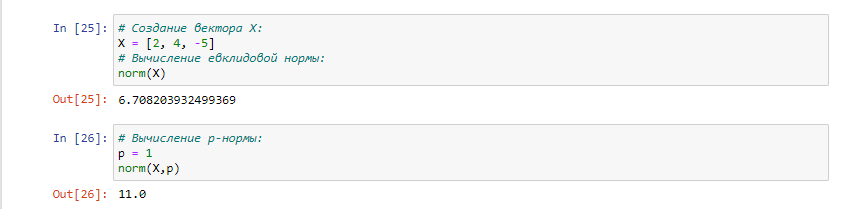 In [25]: # Создание вектора X:
X = [2, 4, -5]
# Вычисление евклидовой нормы:
norm(X)
Out[25]: 6.708203932499369
In [26]: # Вычисление p-нормы:
p = 1
norm(X,p)
Out[26]: 11.0